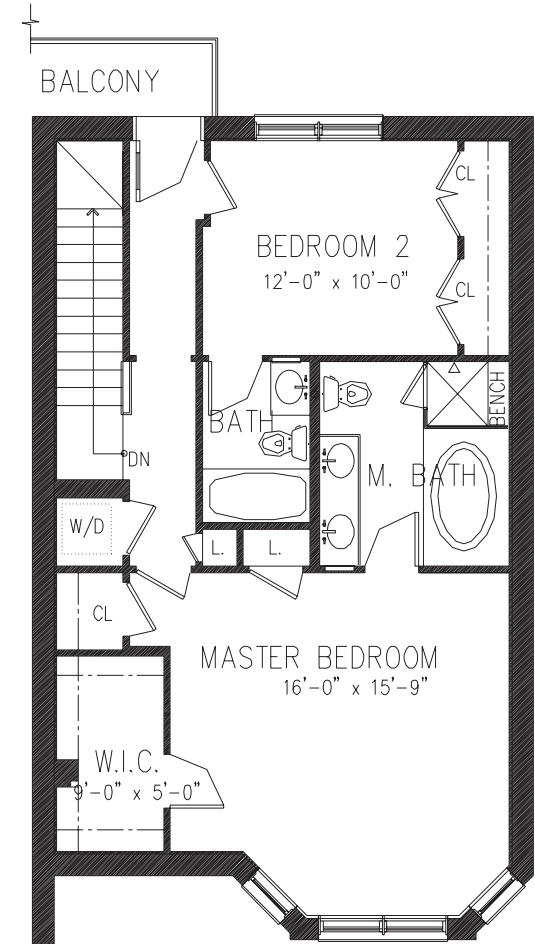 BALCONY
CL
BEDROOM 2
12'-0" x 10'-0"
CL
BENCH
BATH
DN
M. BATH
W/D
L.
L.
CL
MASTER BEDROOM
16'-0" x 15'-9"
W.I.C.
9'-0" x 5'-0"